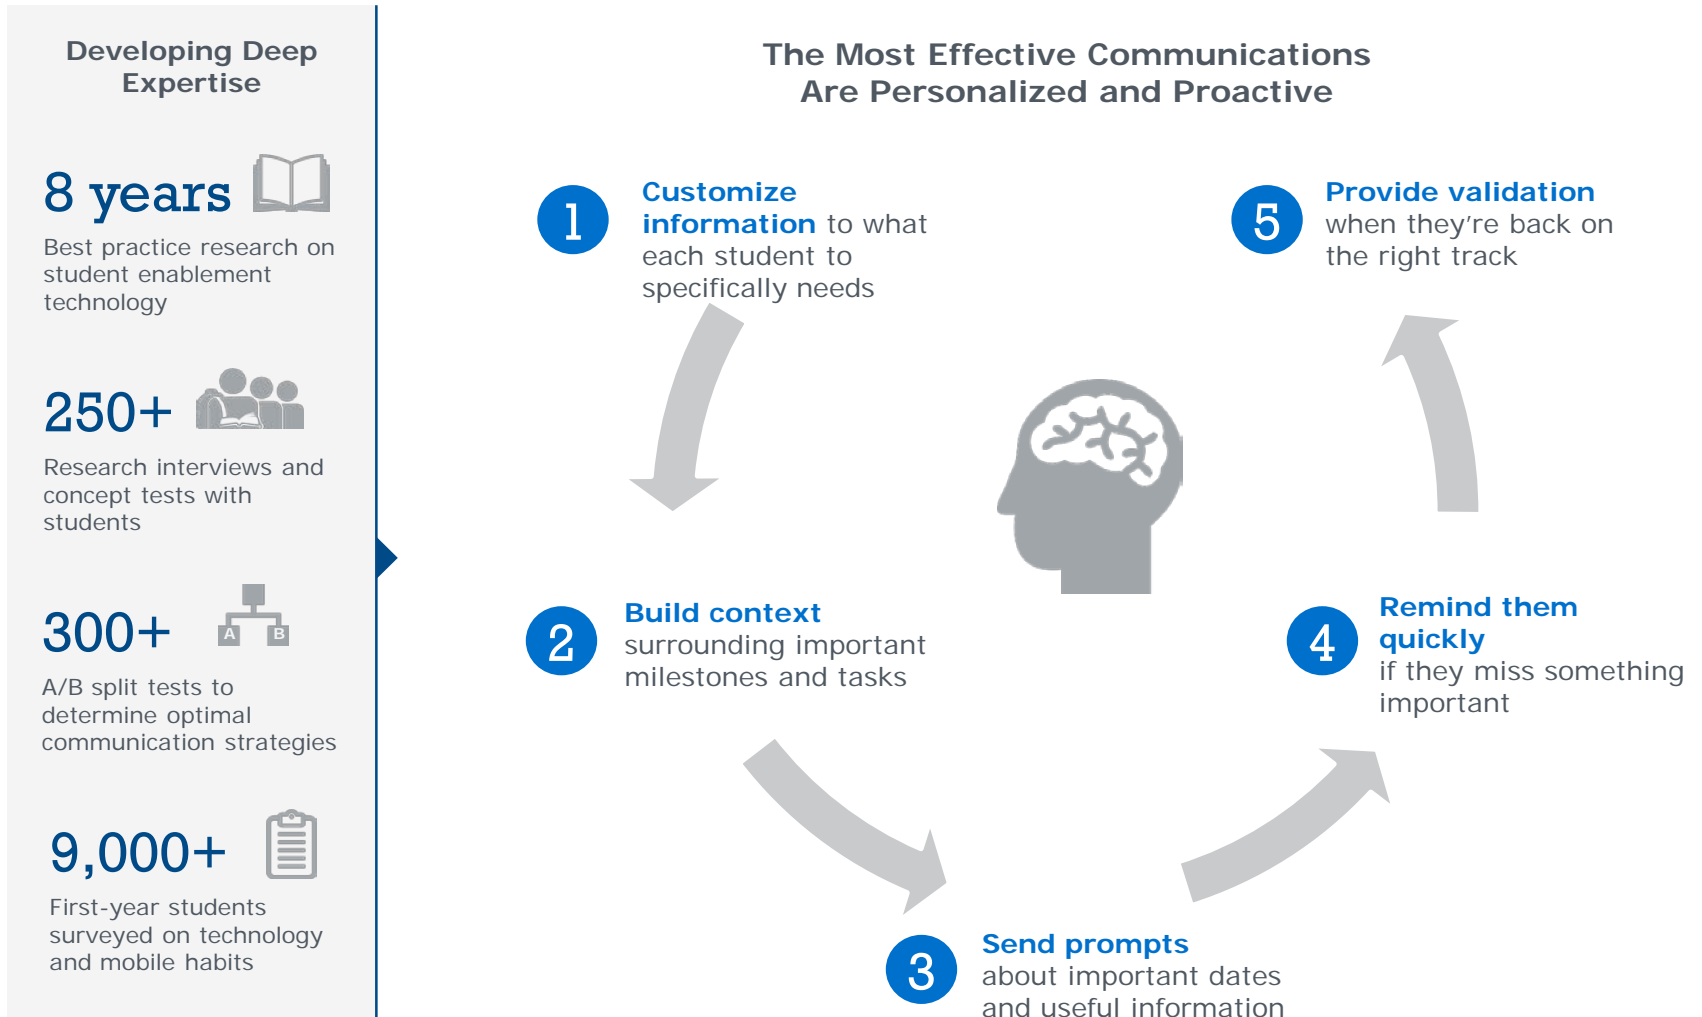 Developing Deep
Expertise
8 years
Best practice research on
student enablement
technology
250+
Research interviews and
concept tests with
students
300+
A B
A/B split tests to
determine optimal
communication strategies
9,000+
First-year students
surveyed on technology
and mobile habits
The Most Effective Communications
Are Personalized and Proactive
1
Customize
information to what
each student to
specifically needs
2
Build context
surrounding important
milestones and tasks
3
Send prompts
about important dates
and useful information
4
Remind them
quickly
if they miss something
important
5
Provide validation
when they're back on
the right track